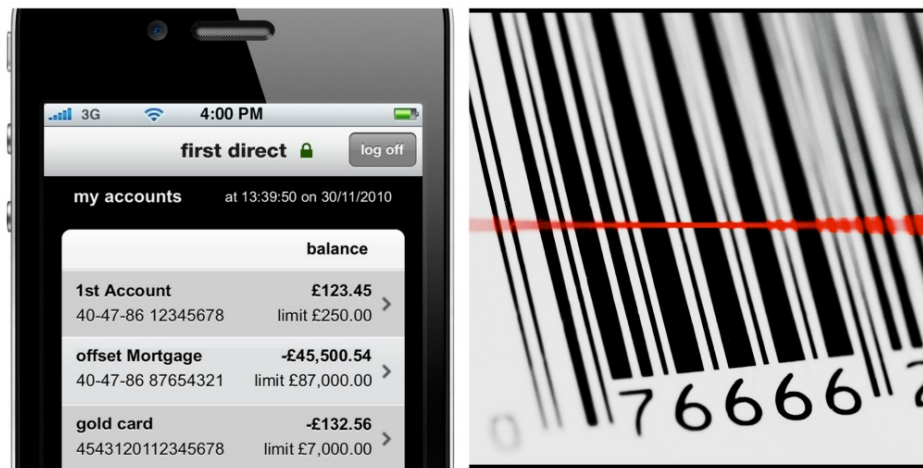 3G 4:00 PM
first direct log off
my accounts at 13:39:50 on 30/11/2010
balance
1st Account £123.45
40-47-86 12345678 limit £250.00
offset Mortgage -£45,500.54
40-47-86 87654321 limit £87,000.00
gold card -£132.56
4543120112345678 limit £7,000.00
0 76666 2